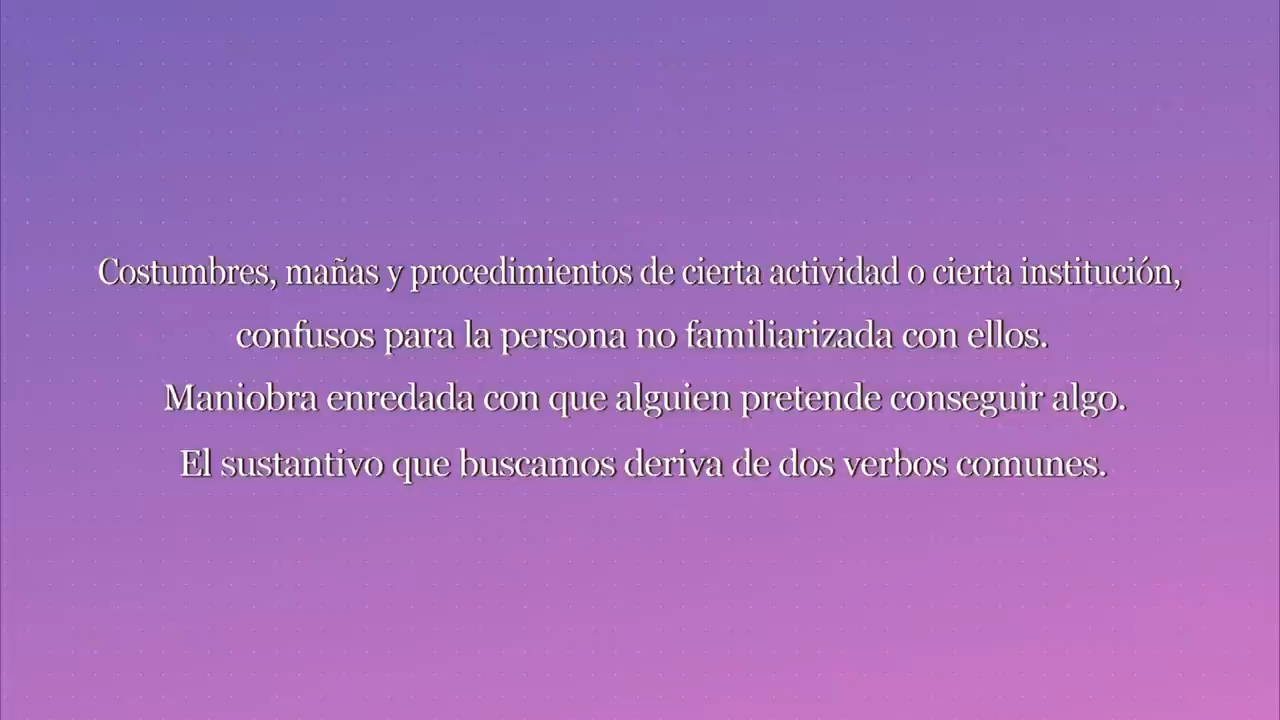 Costumbres, mañas y procedimientos de cierta actividad o cierta institución,
confusos para la persona no familiarizada con ellos.
Maniobra enredada con que alguien pretende conseguir algo.
El sustantivo que buscamos deriva de dos verbos comunes.